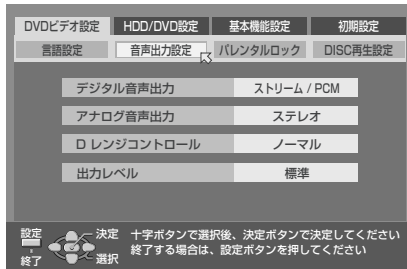 DVDビデオ設定 HDD/DVD設定 基本機能設定 初期設定
言語設定 音声出力設定 パレンタルロック DISC再生設定
デジタル音声出力 ストリーム / PCM
アナログ音声出力 ステレオ
D レンジコントロール ノーマル
出力レベル 標準
設定 決定 十字ボタンで選択後、決定ボタンで決定してください
終了 選択 終了する場合は、設定ボタンを押してください